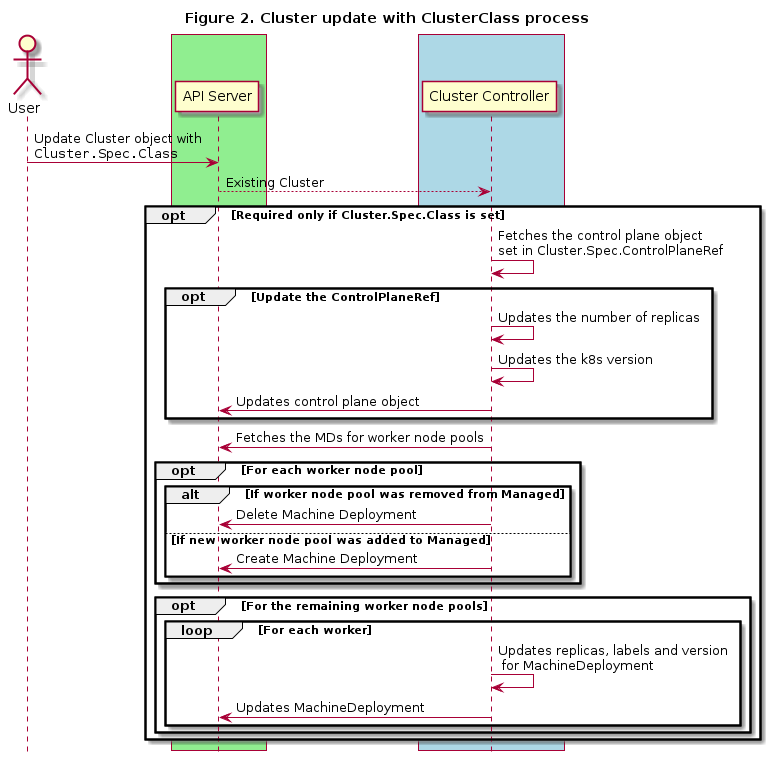 Figure 2. Cluster update with ClusterClass process
User
API Server
Cluster Controller
Update Cluster object with
Cluster.Spec.Class
Existing Cluster
opt [Required only if Cluster.Spec.Class is set]
Fetches the control plane object
set in Cluster.Spec.ControlPlaneRef
opt [Update the ControlPlaneRef]
Updates the number of replicas
Updates the k8s version
Updates control plane object
Fetches the MDs for worker node pools
opt [For each worker node pool]
alt [If worker node pool was removed from Managed]
Delete Machine Deployment
[If new worker node pool was added to Managed]
Create Machine Deployment
opt [For the remaining worker node pools]
loop [For each worker]
Updates replicas, labels and version
for MachineDeployment
Updates MachineDeployment